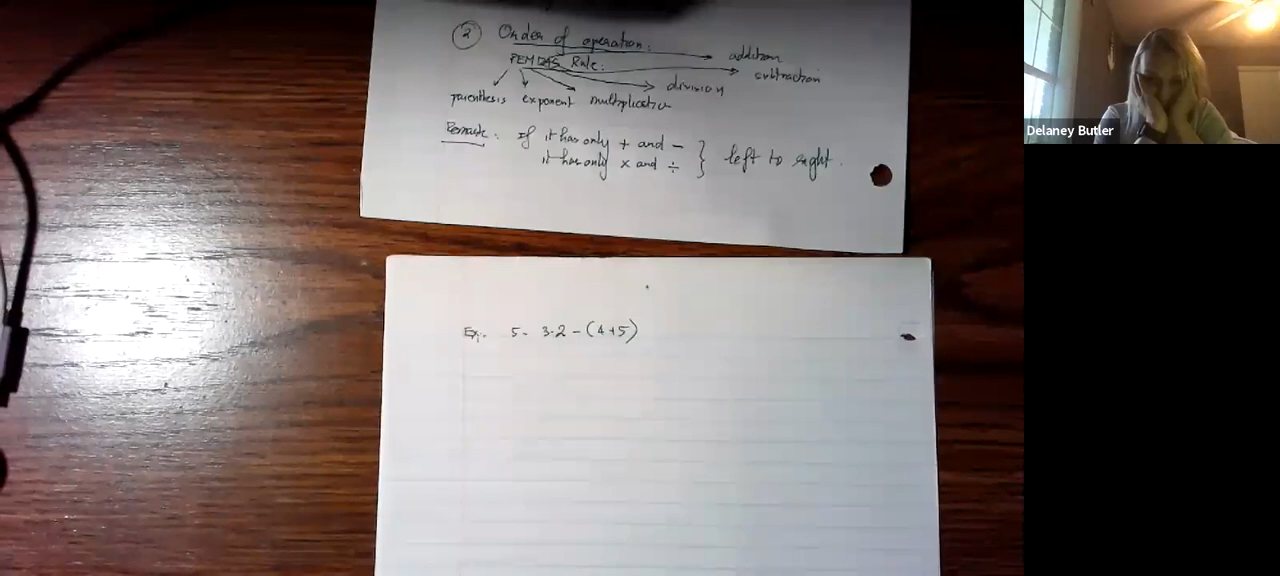 ② Order of operation:
PEMDAS Rule:
addition
subtraction
division
parenthesis exponent multiplication
Remark: If it has only + and -
it has only × and ÷ } left to right.
Ex: 5 - 3·2 - (4+5)
Delaney Butler